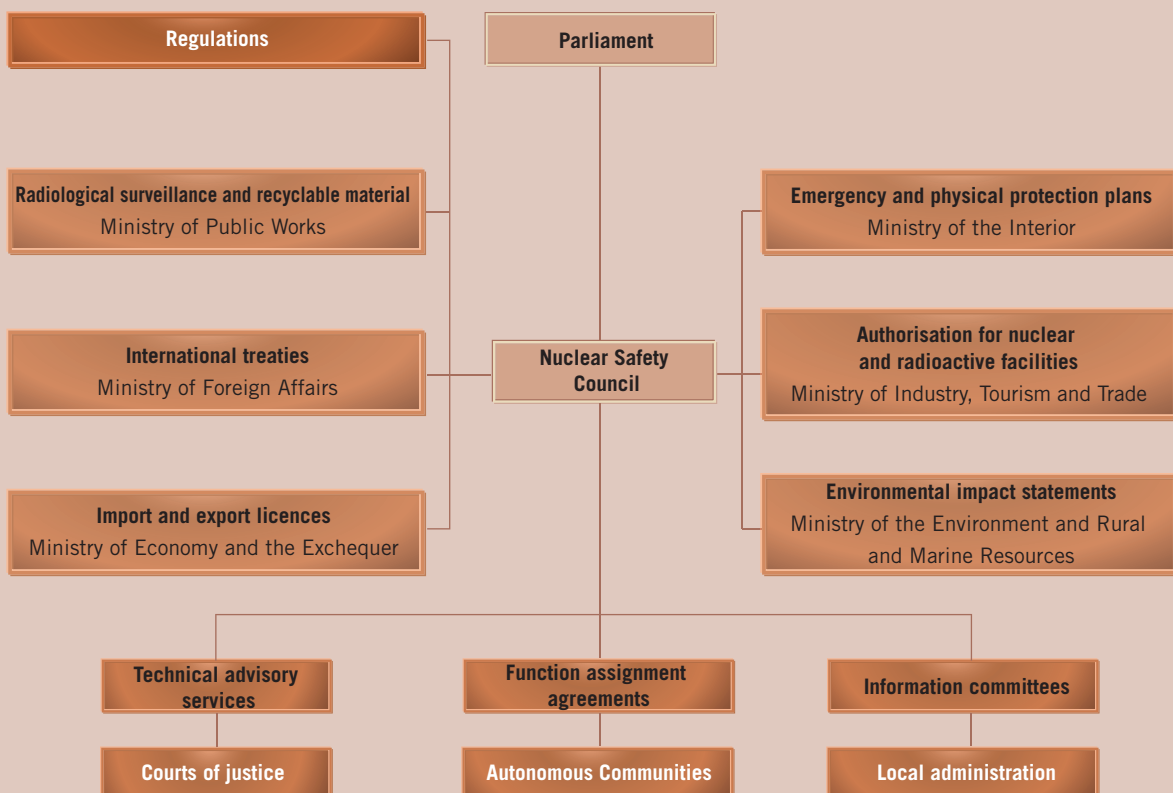 Regulations
Parliament
Radiological surveillance and recyclable material
Ministry of Public Works
Emergency and physical protection plans
Ministry of the Interior
International treaties
Ministry of Foreign Affairs
Nuclear Safety
Council
Authorisation for nuclear
and radioactive facilities
Ministry of Industry, Tourism and Trade
Import and export licences
Ministry of Economy and the Exchequer
Environmental impact statements
Ministry of the Environment and Rural
and Marine Resources
Technical advisory
services
Function assignment
agreements
Information committees
Courts of justice
Autonomous Communities
Local administration